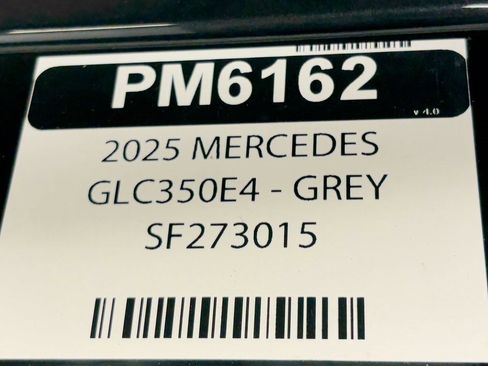 PM6162
v 4.0
2025 MERCEDES
GLC350E4 - GREY
SF273015